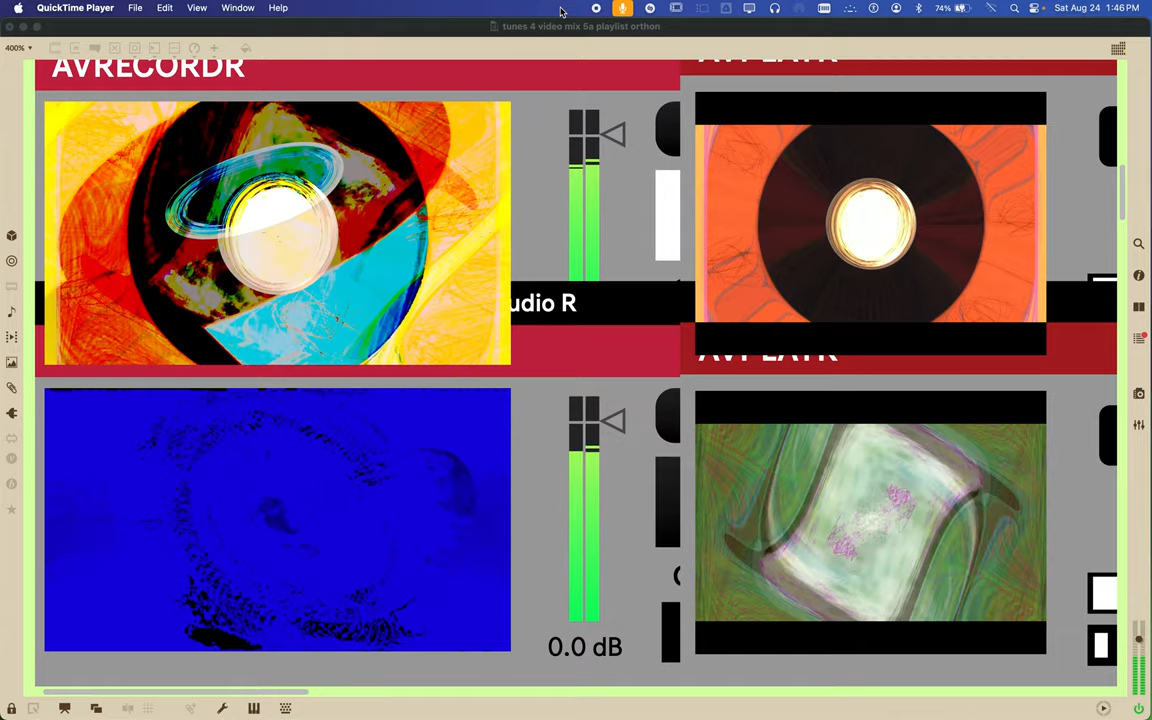 QuickTime Player File Edit View Window Help 74% Sat Aug 24 1:46 PM
tunes 4 video mix 5a playlist orthon
400%
AVRECORDR
udio R
0.0 dB